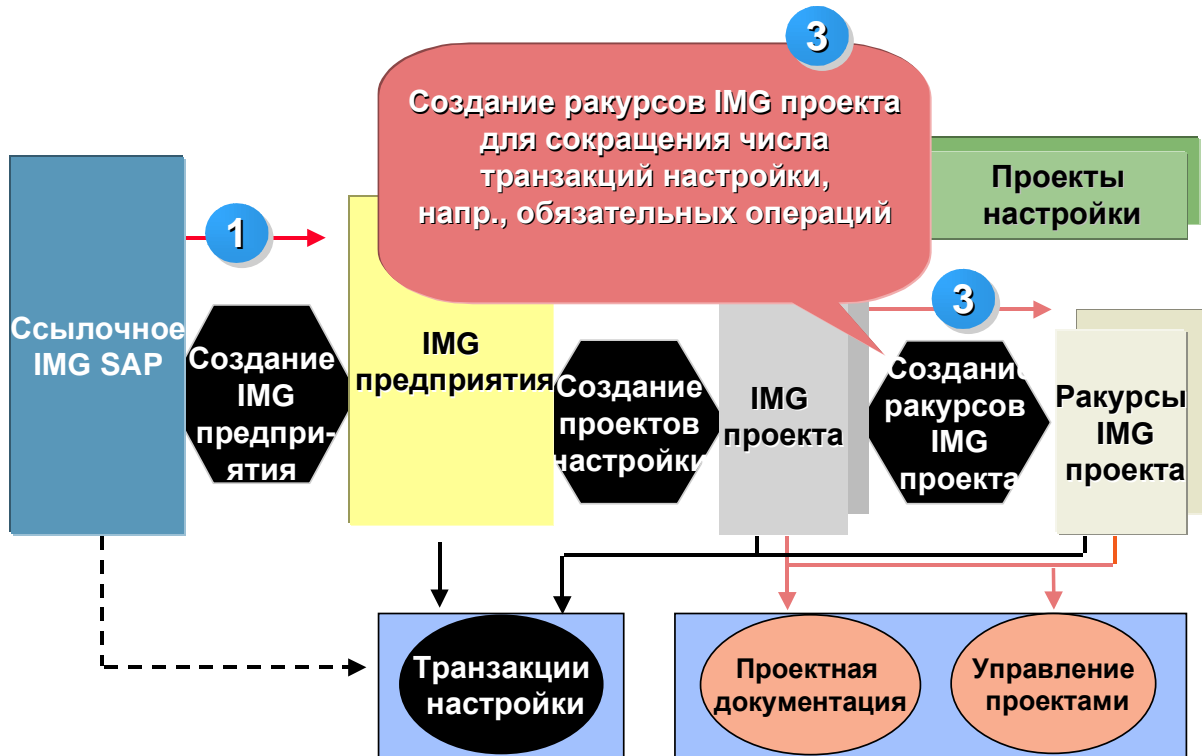 3
Создание ракурсов IMG проекта
для сокращения числа
транзакций настройки,
напр., обязательных операций
Проекты
настройки
1
3
Ссылочное
IMG SAP
Создание
IMG
предпри-
ятия
IMG
предприятия
Создание
проектов
настройки
IMG
проекта
Создание
ракурсов
IMG
проекта
Ракурсы
IMG
проекта
Транзакции
настройки
Проектная
документация
Управление
проектами